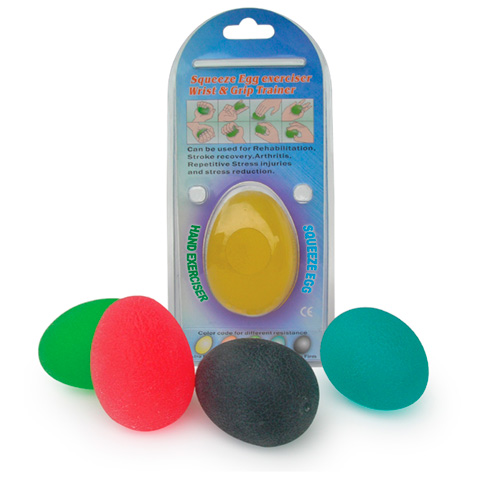 Squeeze Egg exerciser
Wrist & Grip Trainer
Can be used for Rehabilitation,
Stroke recovery,Arthritis,
Repetitive Stress injuries
and stress reduction.
HAND EXERCISER
SQUEEZE EGG
CE
Color code for different resistance
Firm